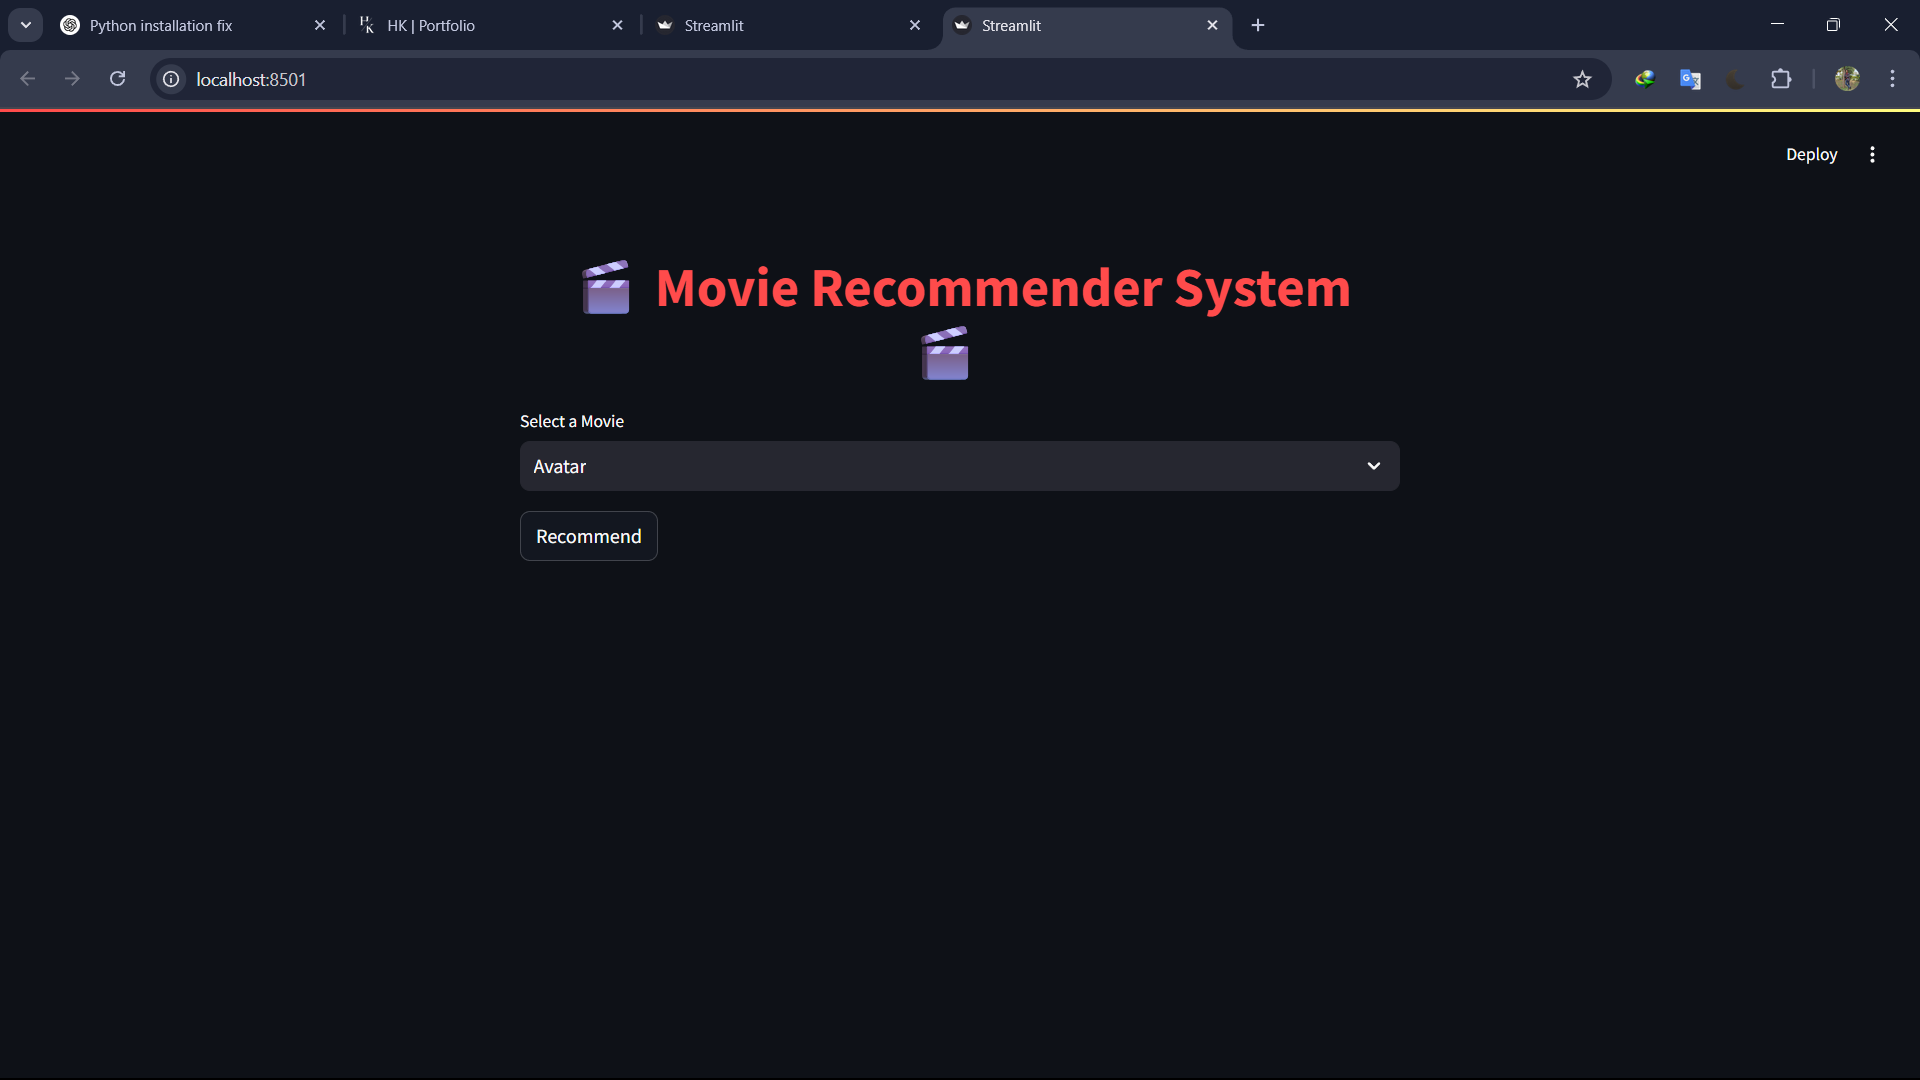 Python installation fix
HK | Portfolio
Streamlit
Streamlit
localhost:8501
Deploy
🎬 Movie Recommender System
🎬
Select a Movie
Avatar
Recommend